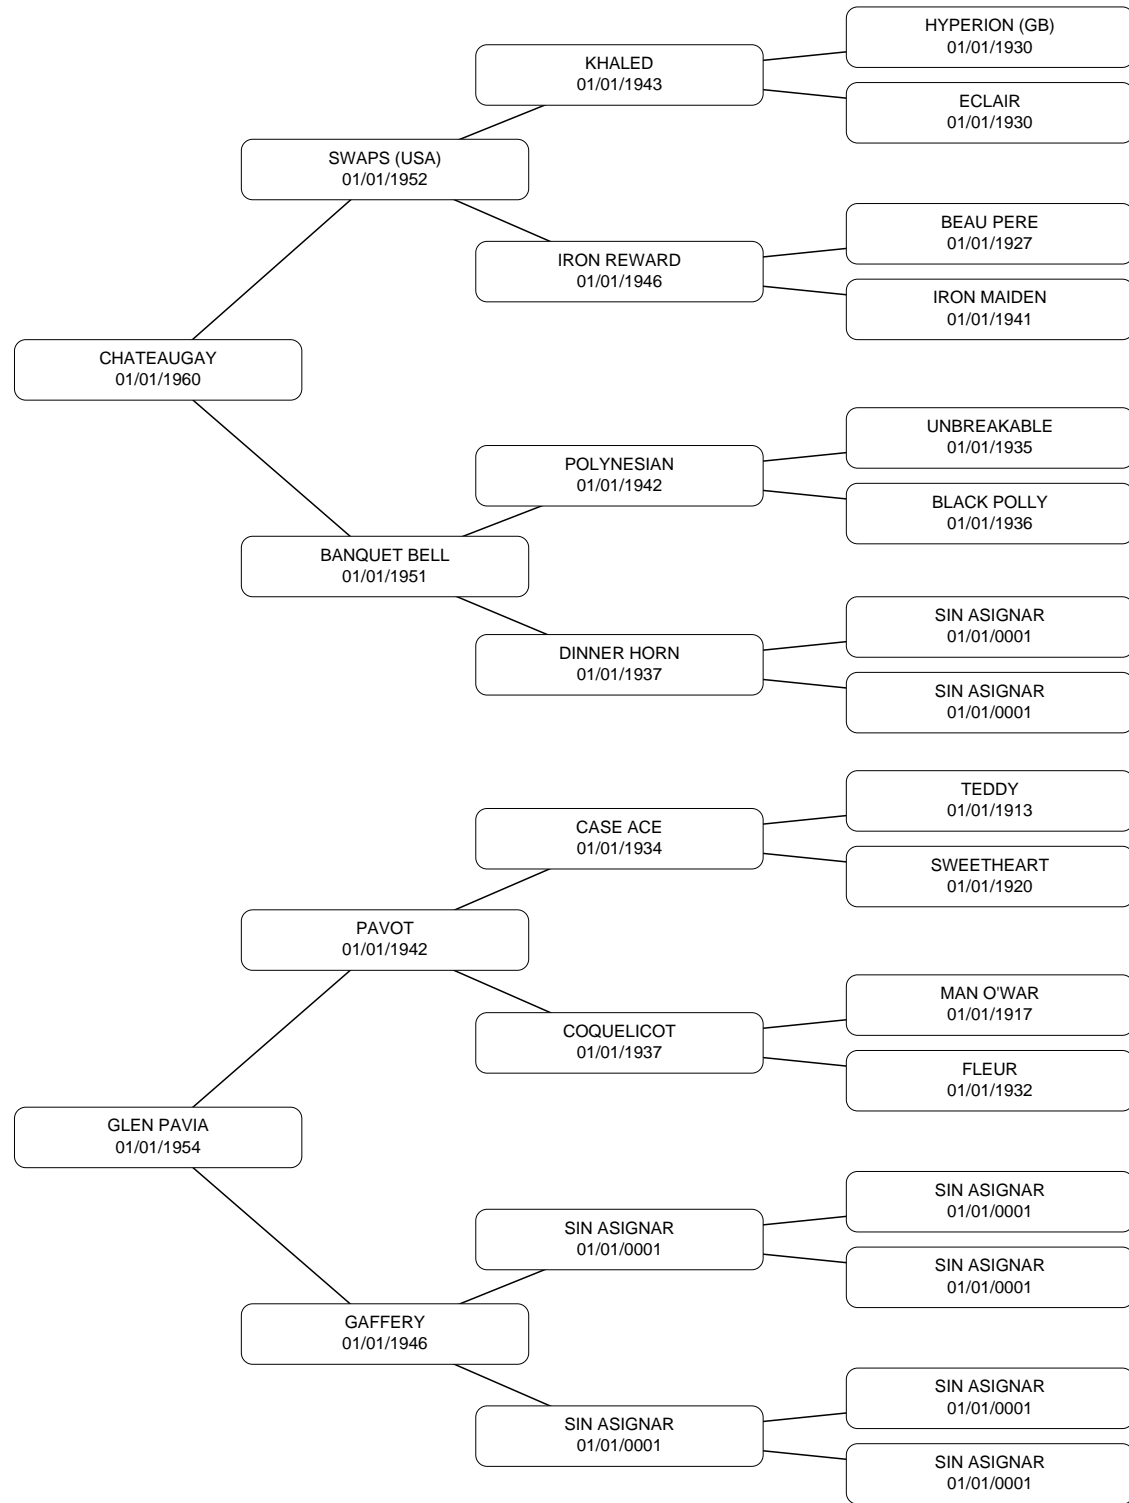 HYPERION (GB)
01/01/1930
KHALED
01/01/1943
ECLAIR
01/01/1930
SWAPS (USA)
01/01/1952
BEAU PERE
01/01/1927
IRON REWARD
01/01/1946
IRON MAIDEN
01/01/1941
CHATEAUGAY
01/01/1960
UNBREAKABLE
01/01/1935
POLYNESIAN
01/01/1942
BLACK POLLY
01/01/1936
BANQUET BELL
01/01/1951
SIN ASIGNAR
01/01/0001
DINNER HORN
01/01/1937
SIN ASIGNAR
01/01/0001
TEDDY
01/01/1913
CASE ACE
01/01/1934
SWEETHEART
01/01/1920
PAVOT
01/01/1942
MAN O'WAR
01/01/1917
COQUELICOT
01/01/1937
FLEUR
01/01/1932
GLEN PAVIA
01/01/1954
SIN ASIGNAR
01/01/0001
SIN ASIGNAR
01/01/0001
SIN ASIGNAR
01/01/0001
GAFFERY
01/01/1946
SIN ASIGNAR
01/01/0001
SIN ASIGNAR
01/01/0001
SIN ASIGNAR
01/01/0001